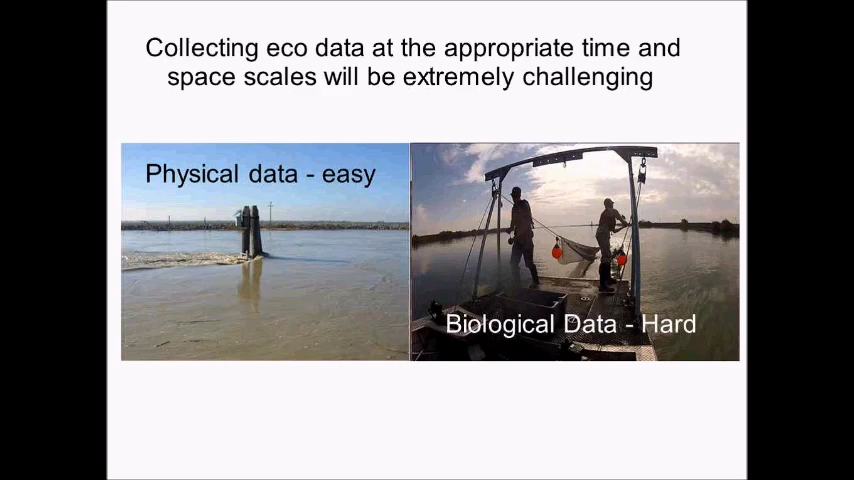 Collecting eco data at the appropriate time and
space scales will be extremely challenging
Physical data - easy
Biological Data - Hard